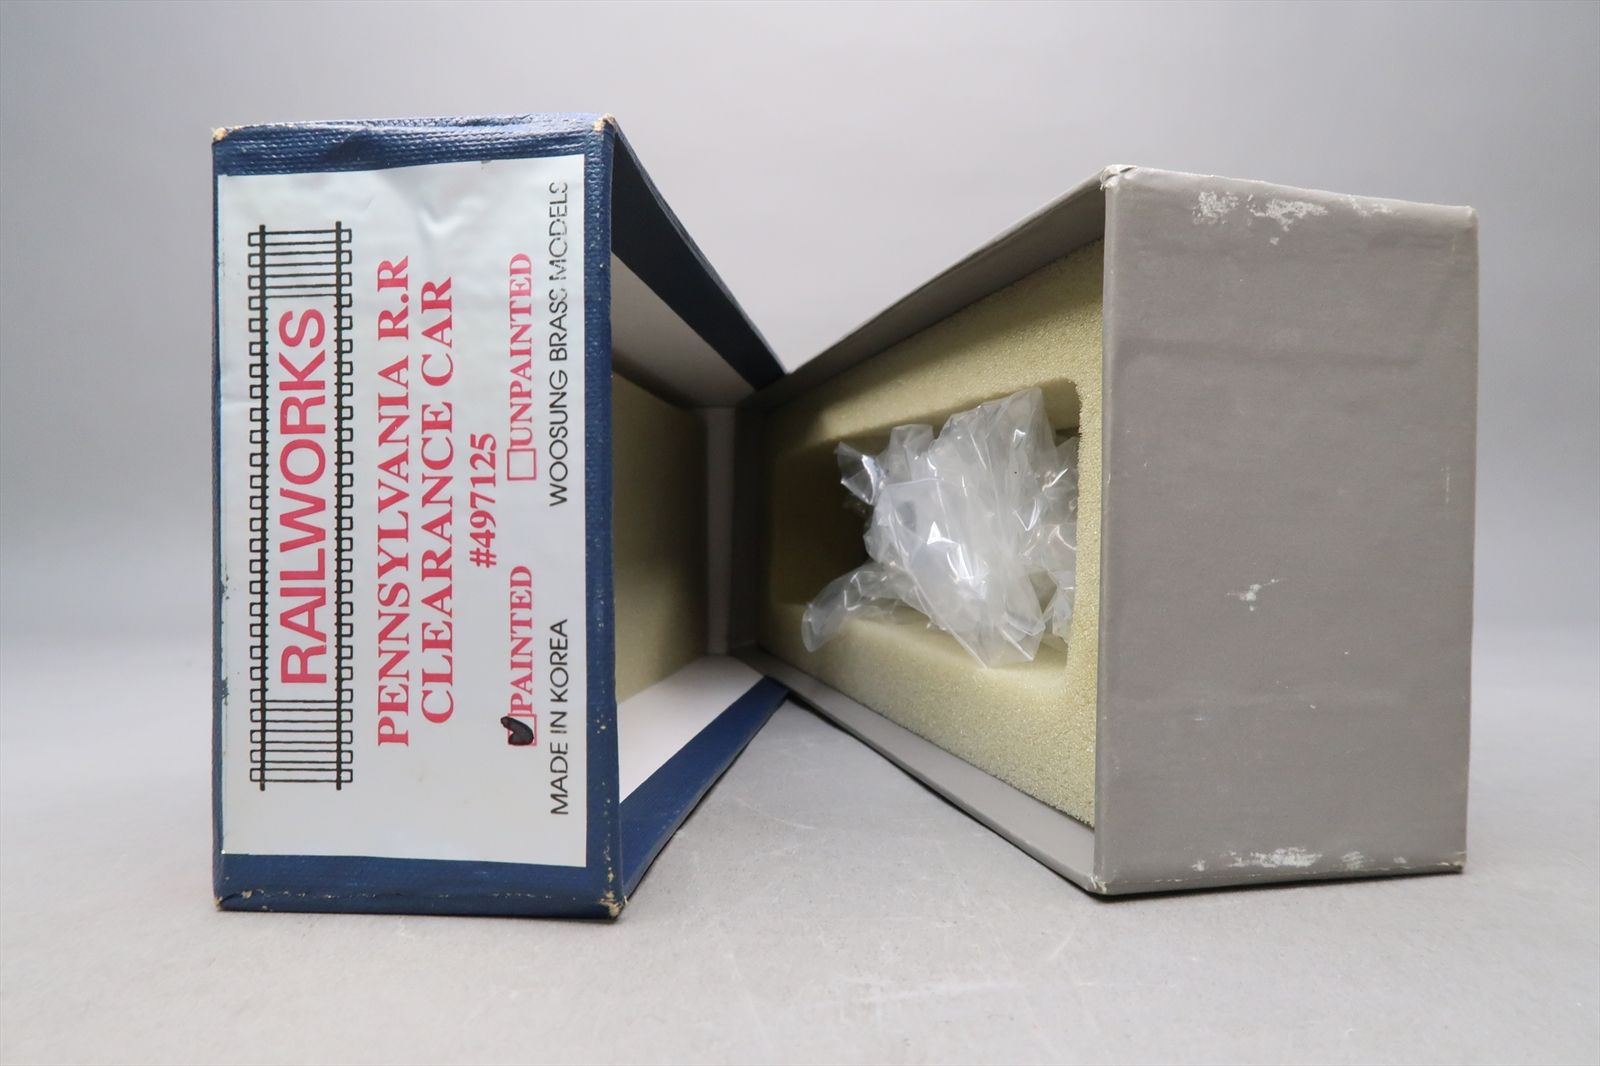 RAILWORKS
PENNSYLVANIA R.R
CLEARANCE CAR
#497125
PAINTED UNPAINTED
MADE IN KOREA WOOSUNG BRASS MODELS